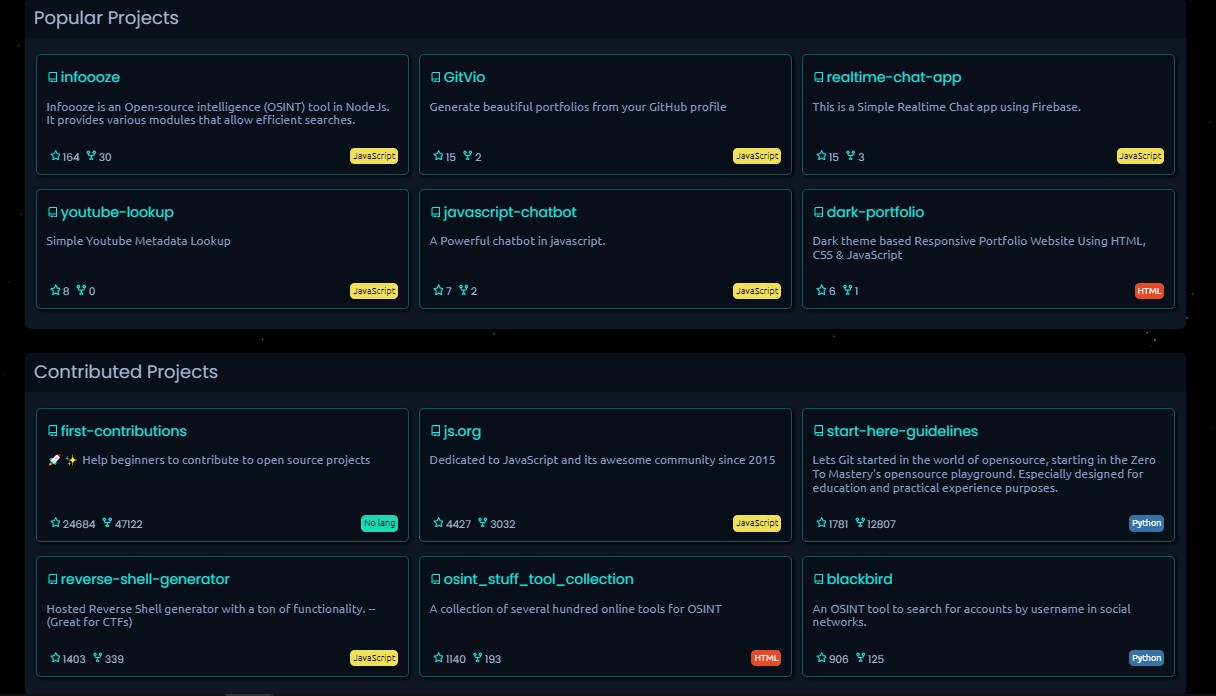 Popular Projects
infoooze
Infoooze is an Open-source intelligence (OSINT) tool in NodeJs.
It provides various modules that allow efficient searches.
164 30 JavaScript
GitVio
Generate beautiful portfolios from your GitHub profile
15 2 JavaScript
realtime-chat-app
This is a Simple Realtime Chat app using Firebase.
15 3 JavaScript
youtube-lookup
Simple Youtube Metadata Lookup
8 0 JavaScript
javascript-chatbot
A Powerful chatbot in javascript.
7 2 JavaScript
dark-portfolio
Dark theme based Responsive Portfolio Website Using HTML,
CSS & JavaScript
6 1 HTML
Contributed Projects
first-contributions
🚀 ✨ Help beginners to contribute to open source projects
24684 47122 No lang
js.org
Dedicated to JavaScript and its awesome community since 2015
4427 3032 JavaScript
start-here-guidelines
Lets Git started in the world of opensource, starting in the Zero
To Mastery's opensource playground. Especially designed for
education and practical experience purposes.
1781 12807 Python
reverse-shell-generator
Hosted Reverse Shell generator with a ton of functionality. --
(Great for CTFs)
1403 339 JavaScript
osint_stuff_tool_collection
A collection of several hundred online tools for OSINT
1140 193 HTML
blackbird
An OSINT tool to search for accounts by username in social
networks.
906 125 Python